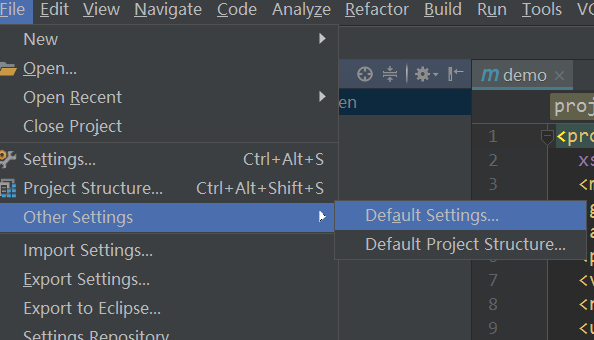 File Edit View Navigate Code Analyze Refactor Build Run Tools VC
New
Open...
Open Recent
Close Project
Settings... Ctrl+Alt+S
Project Structure... Ctrl+Alt+Shift+S
Other Settings
Import Settings...
Export Settings...
Export to Eclipse...
Settings Repository
Default Settings...
Default Project Structure...
en
m demo
proj
1 <pro
2 xs
3 <m
g
a
6 <p
7 <v
8 <n
9 <u